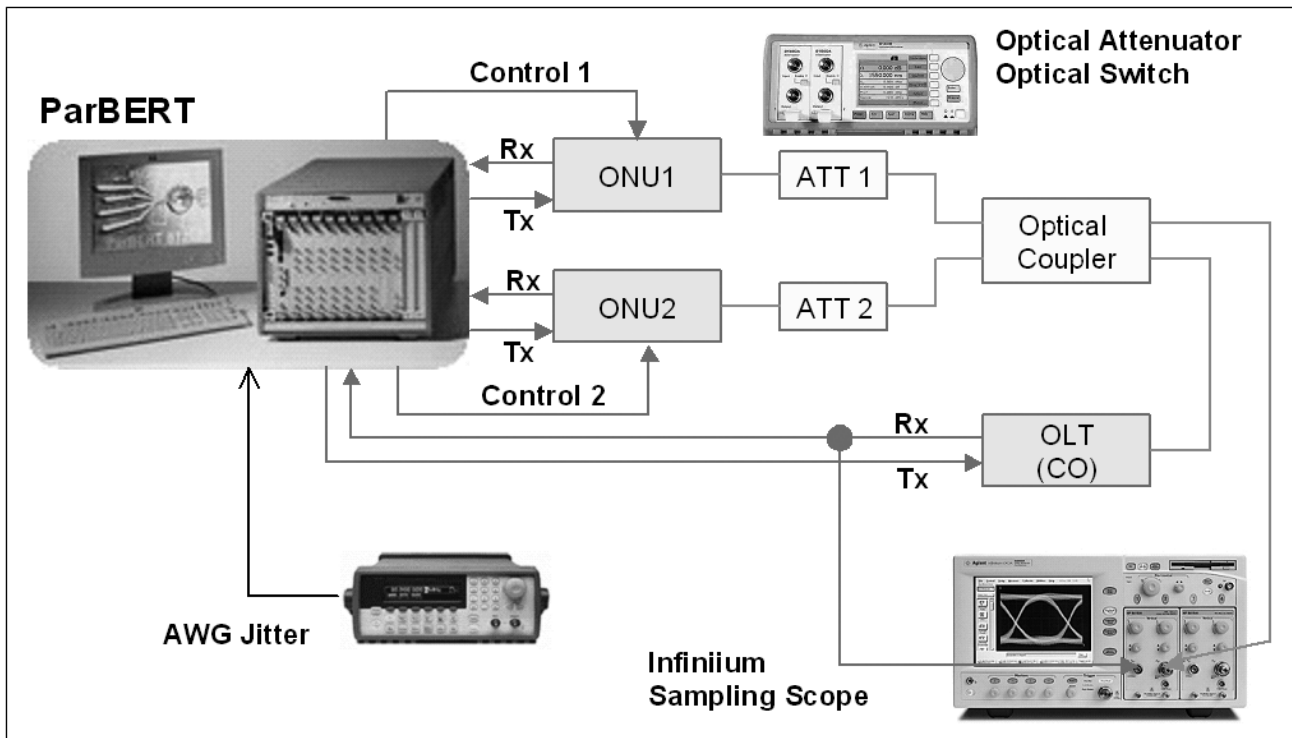 Optical Attenuator
Optical Switch
Control 1
ParBERT
Rx
ONU1
ATT 1
Tx
Optical
Coupler
Rx
ONU2
ATT 2
Tx
Control 2
Rx
OLT
(CO)
Tx
AWG Jitter
Infiniium
Sampling Scope
Agilent